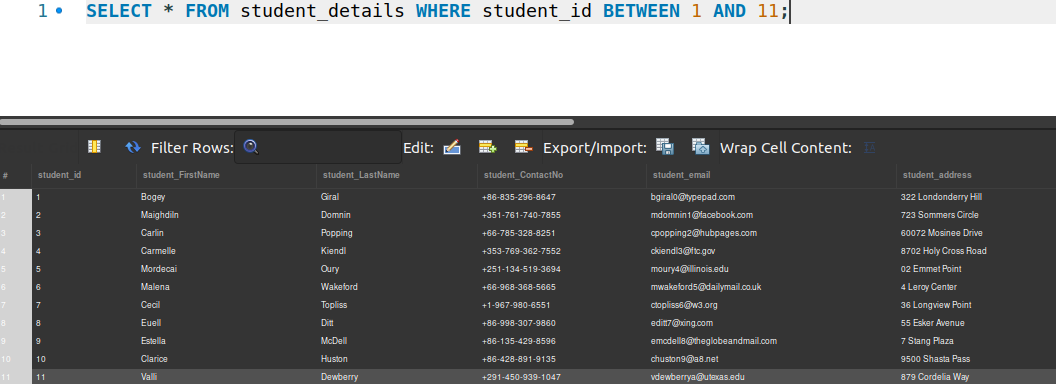 1 SELECT * FROM student_details WHERE student_id BETWEEN 1 AND 11;
Filter Rows: Edit: Export/Import: Wrap Cell Content:
# student_id student_FirstName student_LastName student_ContactNo student_email student_address
1 1 Bogey Giral +86-835-296-8647 bgiral0@typepad.com 322 Londonderry Hill
2 2 Maighdiln Domnin +351-761-740-7855 mdomnin1@facebook.com 723 Sommers Circle
3 3 Carlin Popping +66-785-328-8251 cpopping2@hubpages.com 60072 Mosinee Drive
4 4 Carmelle Kiendl +353-769-362-7552 ckiendl3@ftc.gov 8702 Holy Cross Road
5 5 Mordecai Oury +251-134-519-3694 moury4@illinois.edu 02 Emmet Point
6 6 Malena Wakeford +66-968-368-5665 mwakeford5@dailymail.co.uk 4 Leroy Center
7 7 Cecil Topliss +1-967-980-6551 ctopliss6@w3.org 36 Longview Point
8 8 Euell Ditt +86-998-307-9860 editt7@xing.com 55 Esker Avenue
9 9 Estella McDell +86-135-429-8596 emcdell8@theglobeandmail.com 7 Stang Plaza
10 10 Clarice Huston +86-428-891-9135 chuston9@a8.net 9500 Shasta Pass
11 11 Valli Dewberry +291-450-939-1047 vdewberrya@utexas.edu 879 Cordelia Way